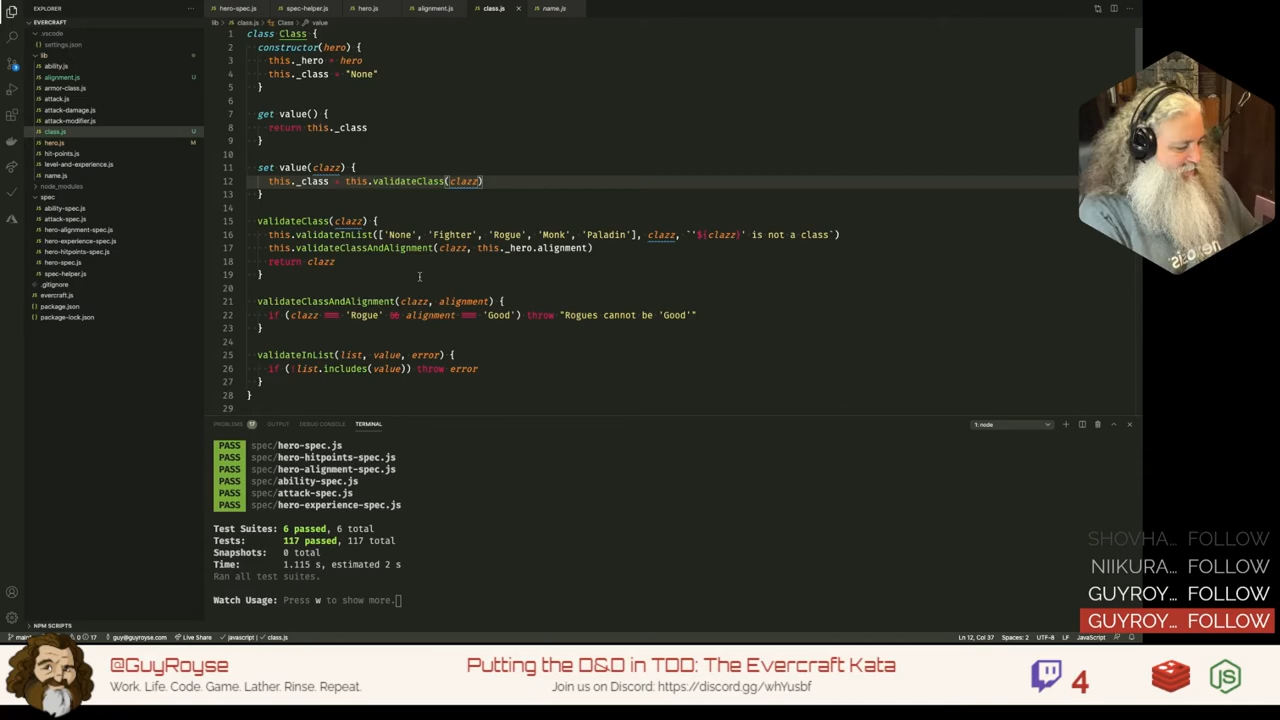 EXPLORER
hero-spec.js
spec-helper.js
hero.js
alignment.js
class.js
name.js
EVERCRAFT
.vscode
settings.json
lib
ability.js
alignment.js U
armor-class.js
attack.js
attack-damage.js
attack-modifier.js
class.js U
hero.js M
hit-points.js
level-and-experience.js
name.js
node_modules
spec
ability-spec.js
attack-spec.js
hero-alignment-spec.js
hero-experience-spec.js
hero-hitpoints-spec.js
hero-spec.js
spec-helper.js
.gitignore
evercraft.js
package.json
package-lock.json
NPM SCRIPTS
lib > class.js > Class > value
1 class Class {
2 constructor(hero) {
3 this._hero = hero
4 this._class = "None"
5 }
6
7 get value() {
8 return this._class
9 }
10
11 set value(clazz) {
12 this._class = this.validateClass(clazz)
13 }
14
15 validateClass(clazz) {
16 this.validateInList(['None', 'Fighter', 'Rogue', 'Monk', 'Paladin'], clazz, `'${clazz}' is not a class`)
17 this.validateClassAndAlignment(clazz, this._hero.alignment)
18 return clazz
19 }
20
21 validateClassAndAlignment(clazz, alignment) {
22 if (clazz === 'Rogue' && alignment === 'Good') throw "Rogues cannot be 'Good'"
23 }
24
25 validateInList(list, value, error) {
26 if (!list.includes(value)) throw error
27 }
28 }
29
PROBLEMS 17 OUTPUT DEBUG CONSOLE TERMINAL
1: node
PASS spec/hero-spec.js
PASS spec/hero-hitpoints-spec.js
PASS spec/hero-alignment-spec.js
PASS spec/ability-spec.js
PASS spec/attack-spec.js
PASS spec/hero-experience-spec.js
Test Suites: 6 passed, 6 total
Tests: 117 passed, 117 total
Snapshots: 0 total
Time: 1.115 s, estimated 2 s
Ran all test suites.
Watch Usage: Press w to show more.
SHOVHA... FOLLOW
NIIKURA... FOLLOW
GUYROY... FOLLOW
GUYROY... FOLLOW
0 17 guy@guyroyse.com Live Share javascript | class.js
Ln 12, Col 37 Spaces: 2 UTF-8 LF JavaScript
@GuyRoyse
Work. Life. Code. Game. Lather. Rinse. Repeat.
Putting the D&D in TDD: The Evercraft Kata
Join us on Discord: https://discord.gg/whYusbf
4
JS